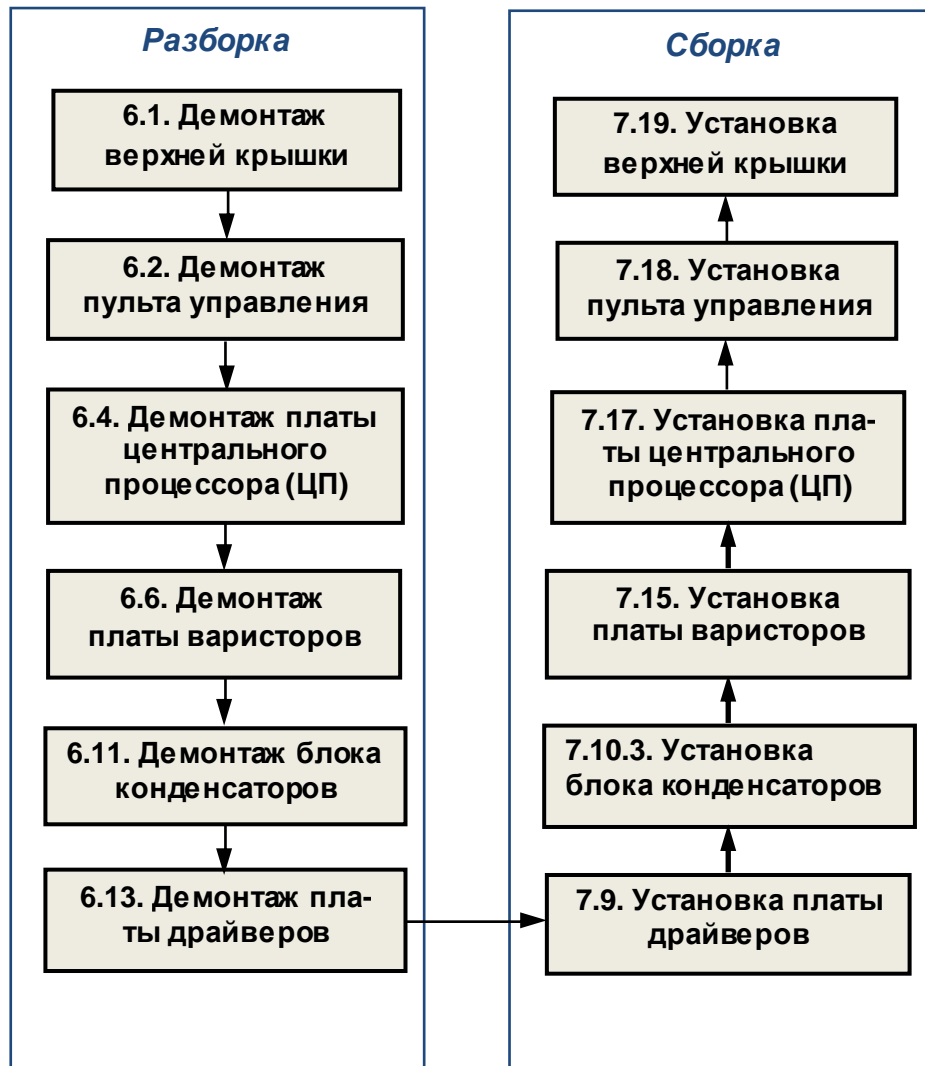 Разборка
6.1. Демонтаж
верхней крышки
6.2. Демонтаж
пульта управления
6.4. Демонтаж платы
центрального
процессора (ЦП)
6.6. Демонтаж
платы варисторов
6.11. Демонтаж блока
конденсаторов
6.13. Демонтаж пла-
ты драйверов
Сборка
7.19. Установка
верхней крышки
7.18. Установка
пульта управления
7.17. Установка пла-
ты центрального
процессора (ЦП)
7.15. Установка
платы варисторов
7.10.3. Установка
блока конденсаторов
7.9. Установка платы
драйверов